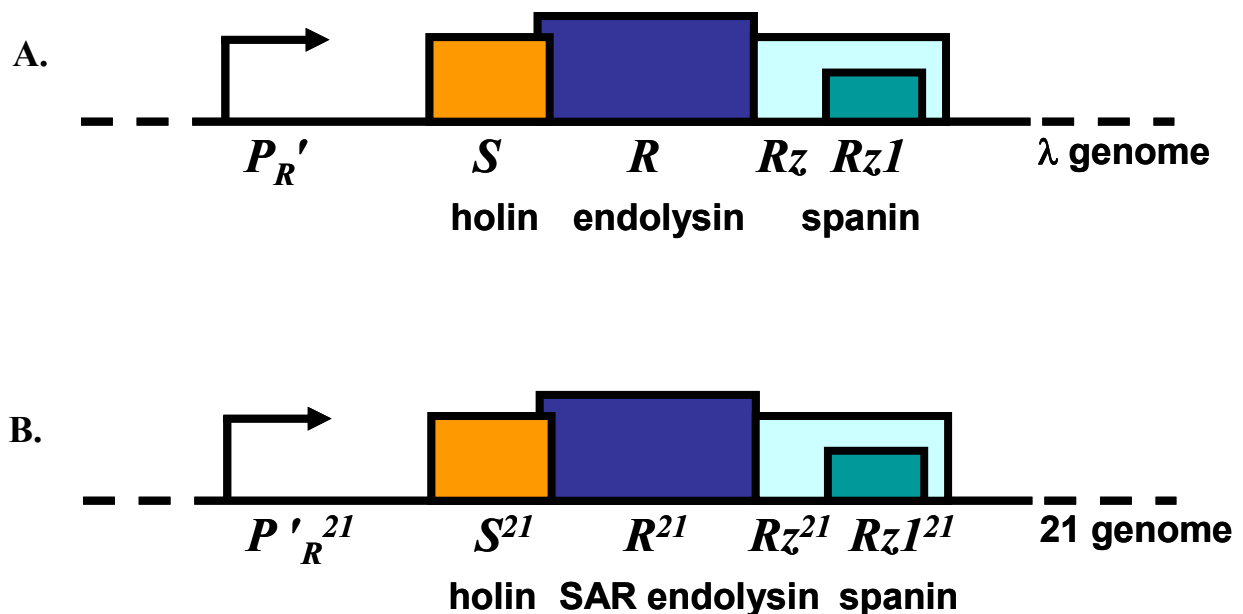 A.
P_R' S R Rz Rz1 λ genome
holin endolysin spanin
B.
P'_R^21 S^21 R^21 Rz^21 Rz1^21 21 genome
holin SAR endolysin spanin